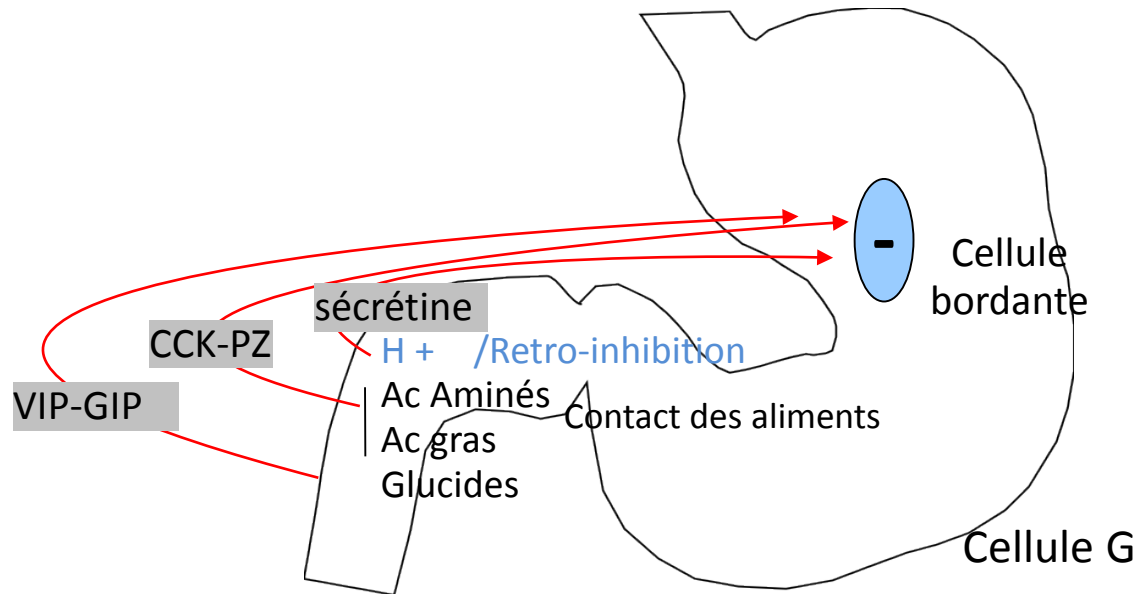 -
Cellule
bordante
sécrétine
H + /Retro-inhibition
CCK-PZ
Ac Aminés
VIP-GIP
Contact des aliments
Ac gras
Glucides
Cellule G